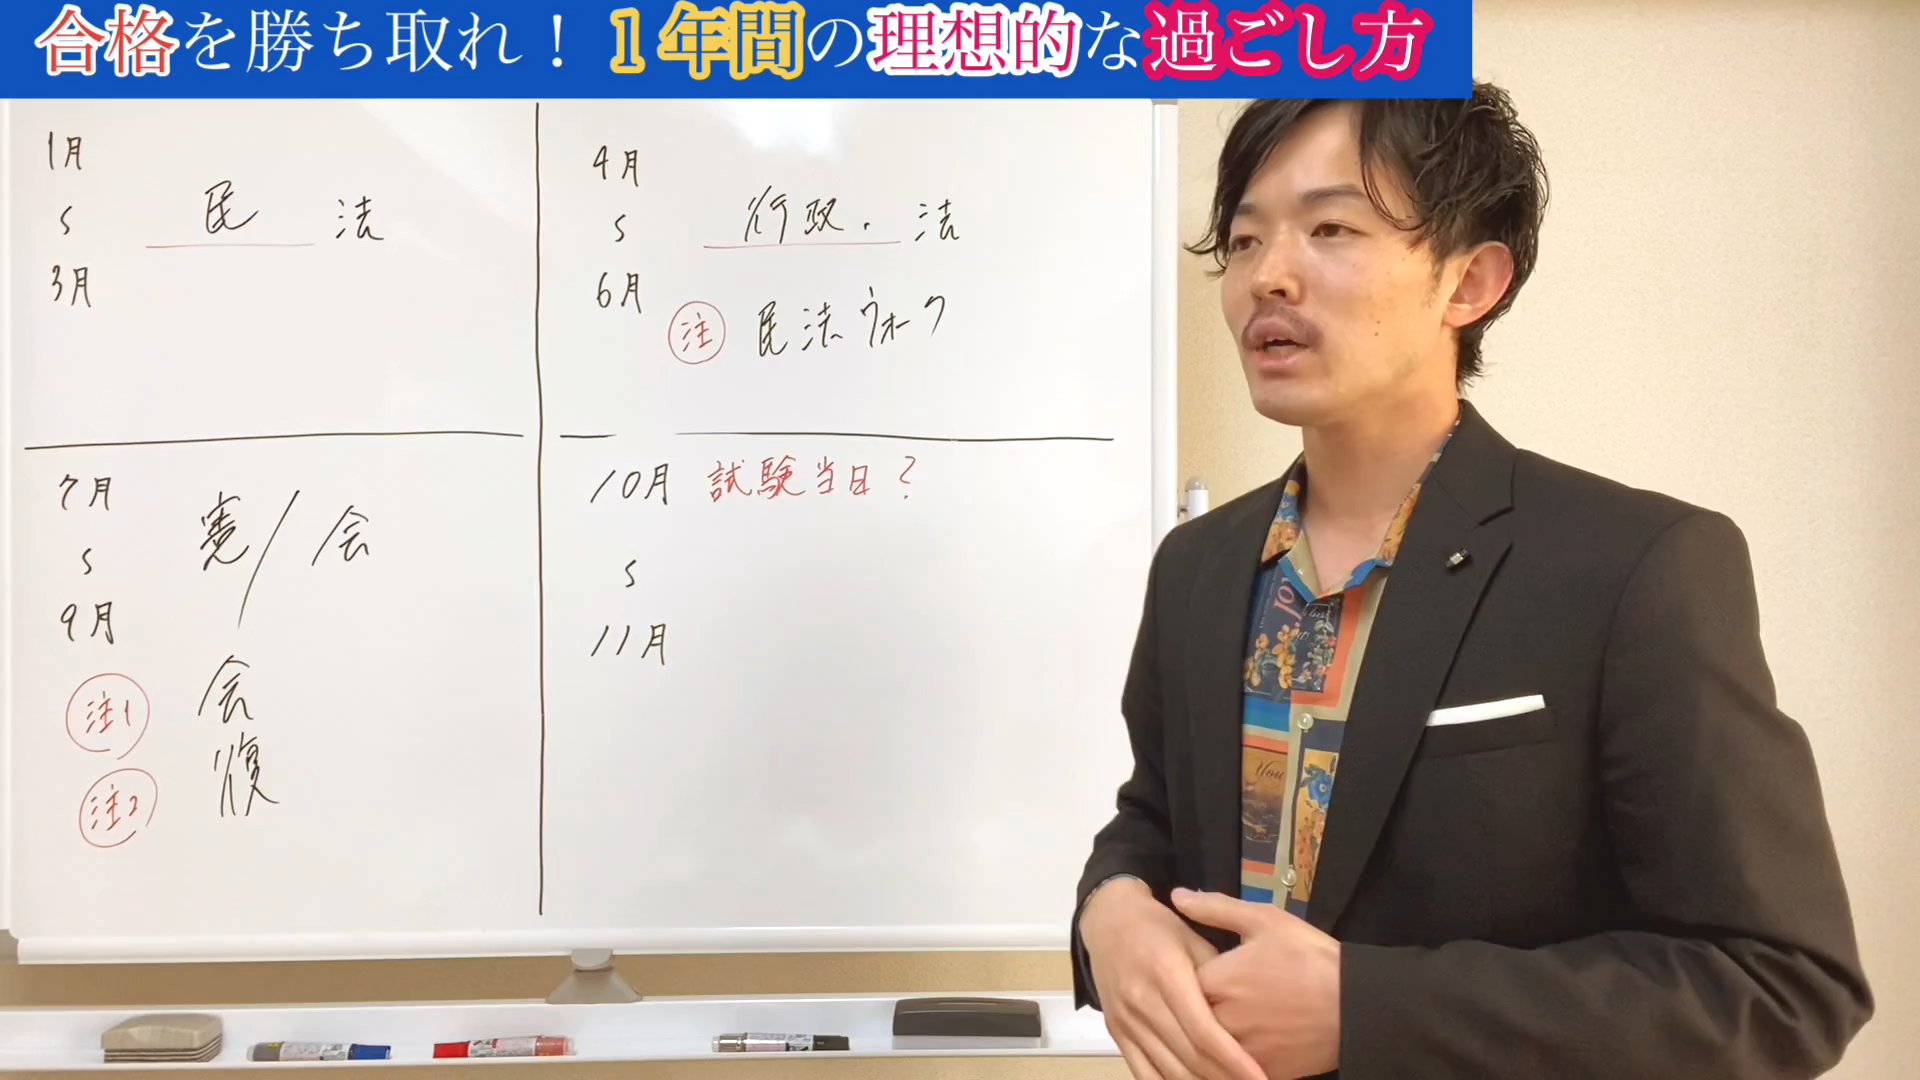 合格を勝ち取れ！１年間の理想的な過ごし方
1月
〜
3月
民 法
4月
〜
6月
行政.法
注 民法ウォーク
7月
〜
9月
憲/会
注1 会
注2 復
10月 試験当日?
〜
11月
You